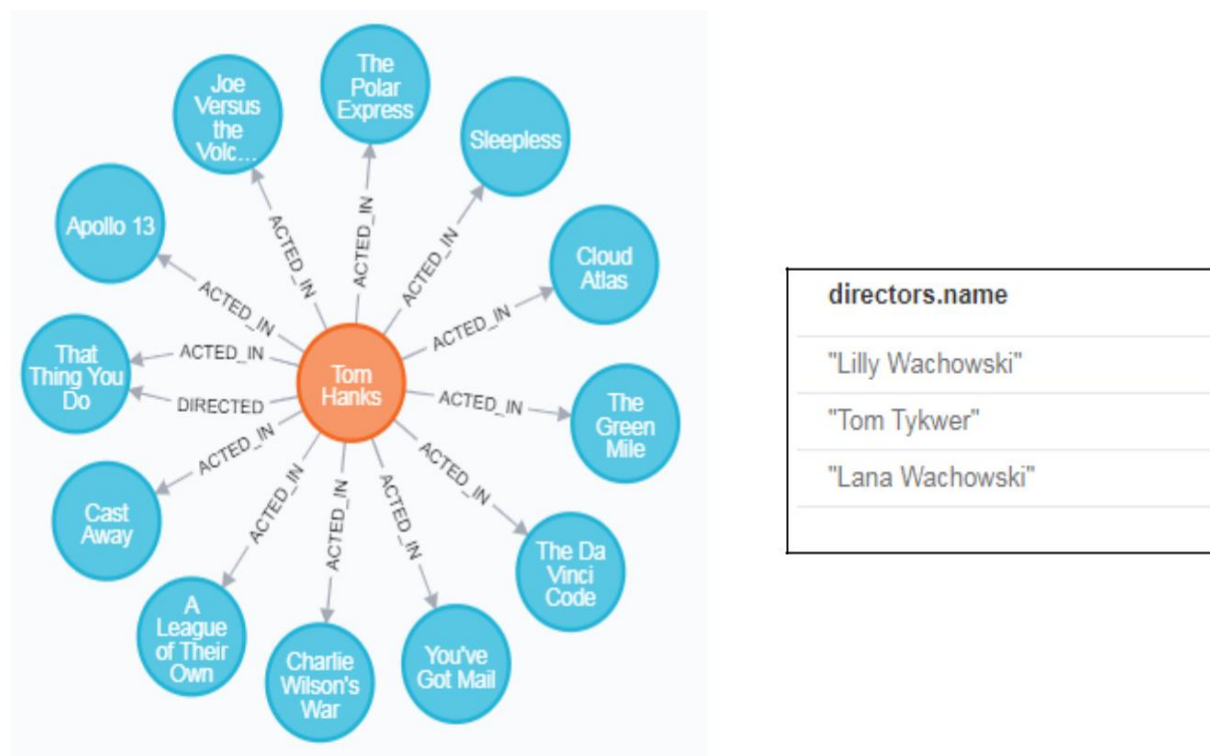 Joe
Versus
the
Volc...
The
Polar
Express
Sleepless
Apollo 13
Cloud
Atlas
That
Thing You
Do
Tom
Hanks
The
Green
Mile
Cast
Away
The Da
Vinci
Code
A
League
of Their
Own
Charlie
Wilson's
War
You've
Got Mail
ACTED_IN
ACTED_IN
ACTED_IN
ACTED_IN
ACTED_IN
ACTED_IN
DIRECTED
ACTED_IN
ACTED_IN
ACTED_IN
ACTED_IN
ACTED_IN
ACTED_IN
directors.name
"Lilly Wachowski"
"Tom Tykwer"
"Lana Wachowski"